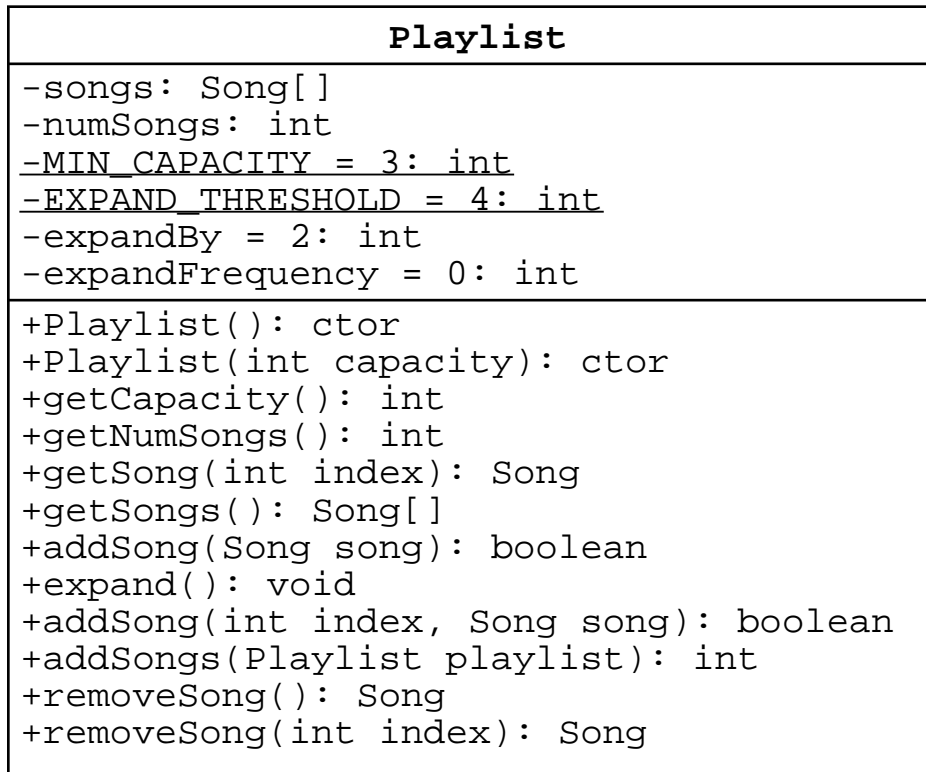 Playlist
-songs: Song[]
-numSongs: int
-MIN_CAPACITY = 3: int
-EXPAND_THRESHOLD = 4: int
-expandBy = 2: int
-expandFrequency = 0: int
+Playlist(): ctor
+Playlist(int capacity): ctor
+getCapacity(): int
+getNumSongs(): int
+getSong(int index): Song
+getSongs(): Song[]
+addSong(Song song): boolean
+expand(): void
+addSong(int index, Song song): boolean
+addSongs(Playlist playlist): int
+removeSong(): Song
+removeSong(int index): Song